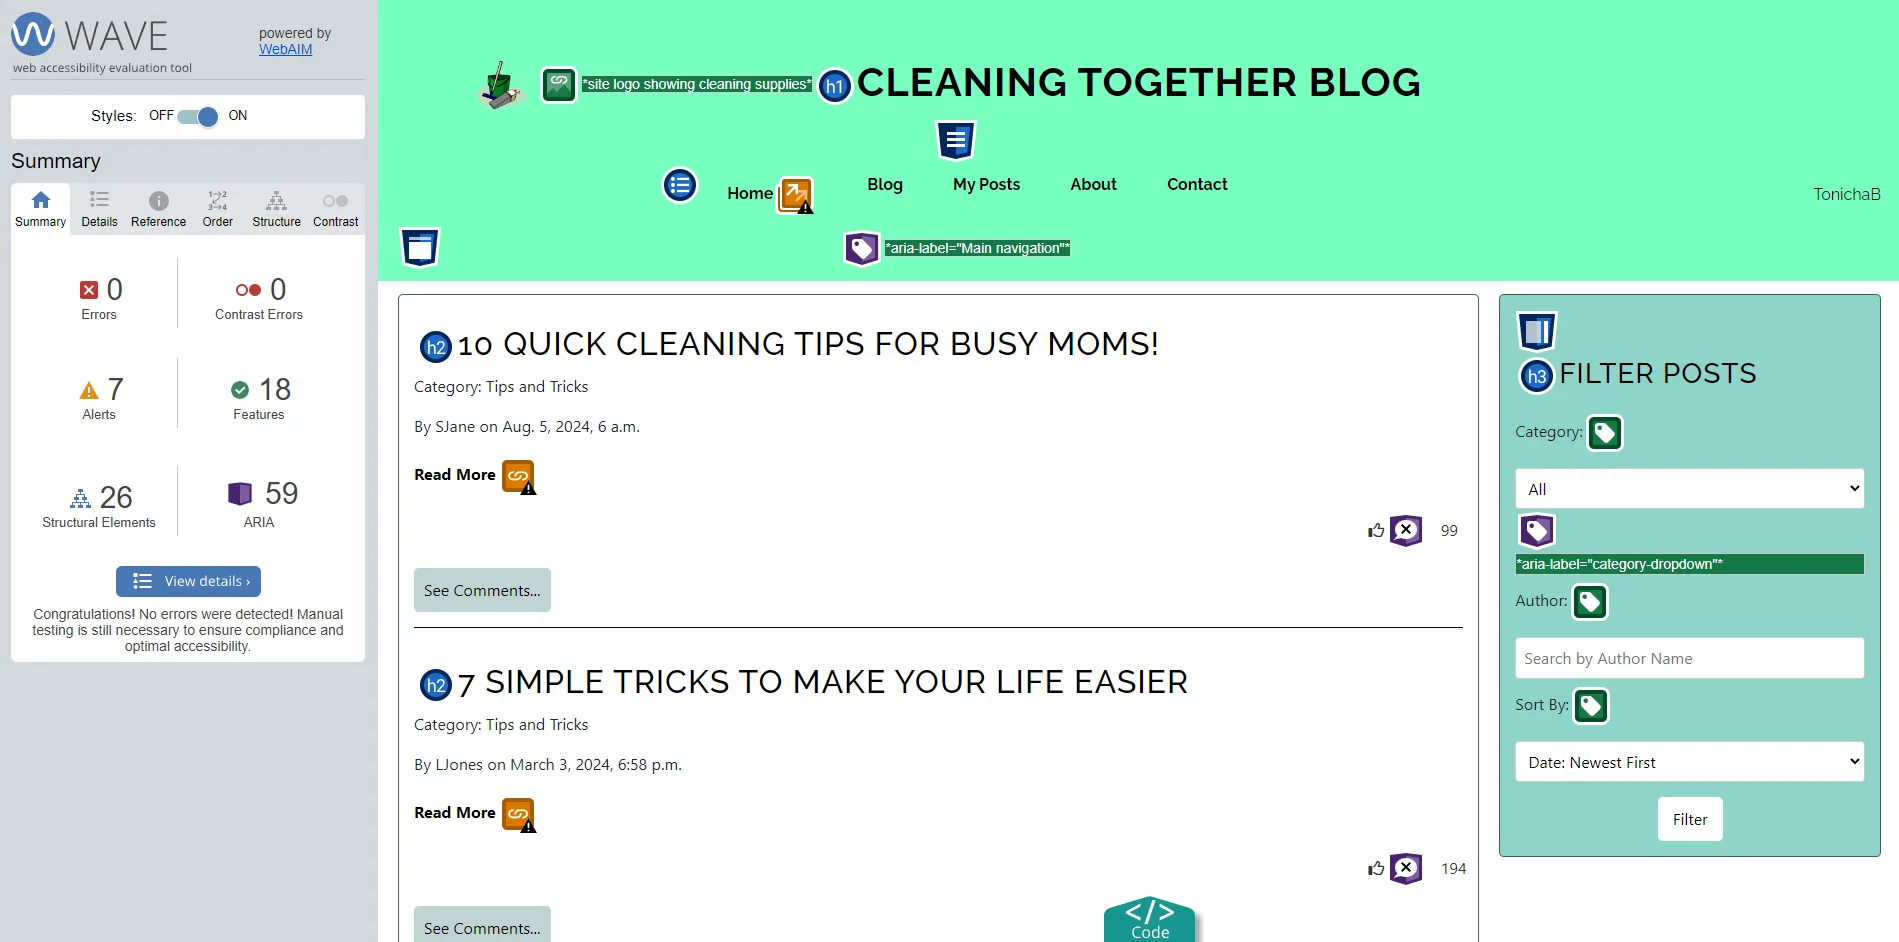 WAVE
powered by
WebAIM
web accessibility evaluation tool
Styles: OFF ON
Summary
Summary Details Reference Order Structure Contrast
0
Errors
0
Contrast Errors
7
Alerts
18
Features
26
Structural Elements
59
ARIA
View details ›
Congratulations! No errors were detected! Manual
testing is still necessary to ensure compliance and
optimal accessibility.
*site logo showing cleaning supplies* h1 CLEANING TOGETHER BLOG
Home Blog My Posts About Contact
TonichaB
*aria-label="Main navigation"*
h2 10 QUICK CLEANING TIPS FOR BUSY MOMS!
Category: Tips and Tricks
By SJane on Aug. 5, 2024, 6 a.m.
Read More
99
See Comments...
h2 7 SIMPLE TRICKS TO MAKE YOUR LIFE EASIER
Category: Tips and Tricks
By LJones on March 3, 2024, 6:58 p.m.
Read More
194
See Comments...
</>
Code
h3 FILTER POSTS
Category:
All
*aria-label="category-dropdown"*
Author:
Search by Author Name
Sort By:
Date: Newest First
Filter